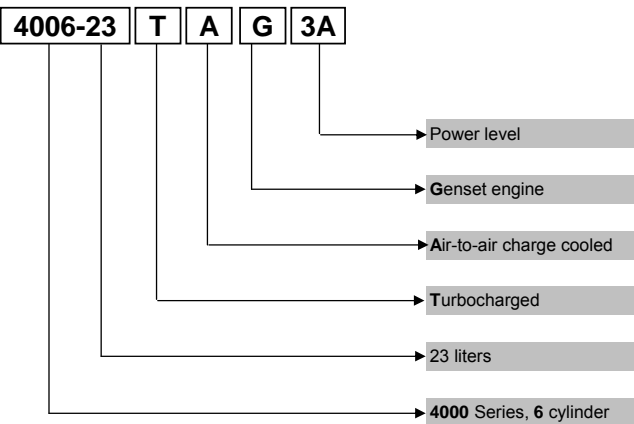 4006-23 T A G 3A
Power level
Genset engine
Air-to-air charge cooled
Turbocharged
23 liters
4000 Series, 6 cylinder